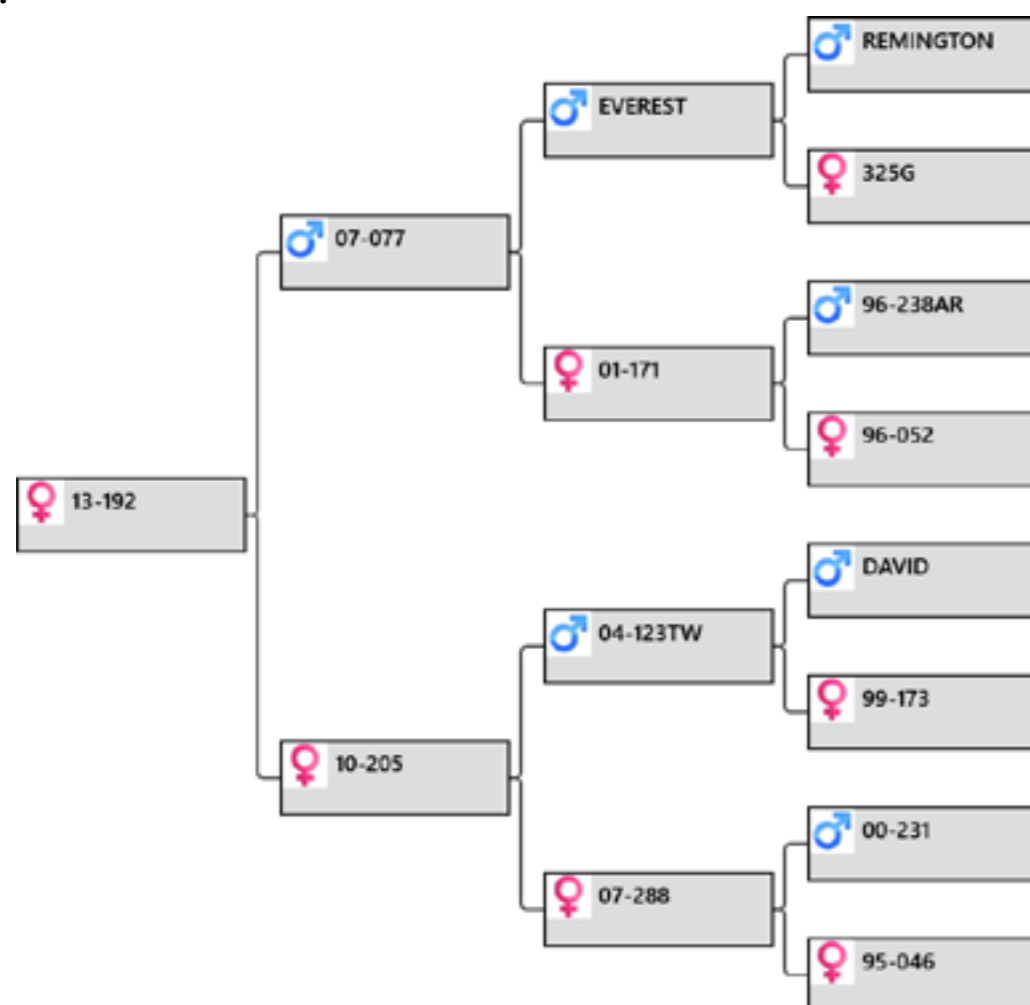 REMINGTON
EVEREST
325G
07-077
96-238AR
01-171
96-052
13-192
DAVID
04-123TW
99-173
10-205
00-231
07-288
95-046